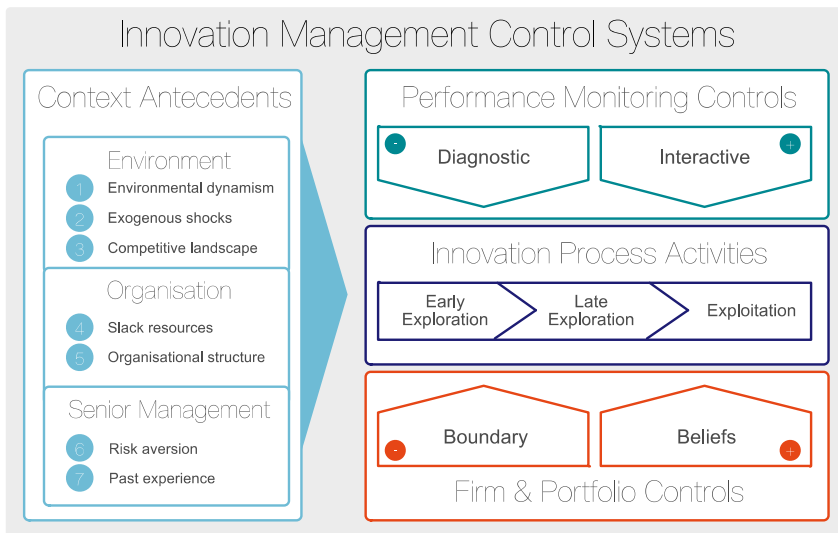 Innovation Management Control Systems
Context Antecedents
Environment
1 Environmental dynamism
2 Exogenous shocks
3 Competitive landscape
Organisation
4 Slack resources
5 Organisational structure
Senior Management
6 Risk aversion
7 Past experience
Performance Monitoring Controls
- Diagnostic
Interactive +
Innovation Process Activities
Early
Exploration
Late
Exploration
Exploitation
Boundary
-
Beliefs
+
Firm & Portfolio Controls